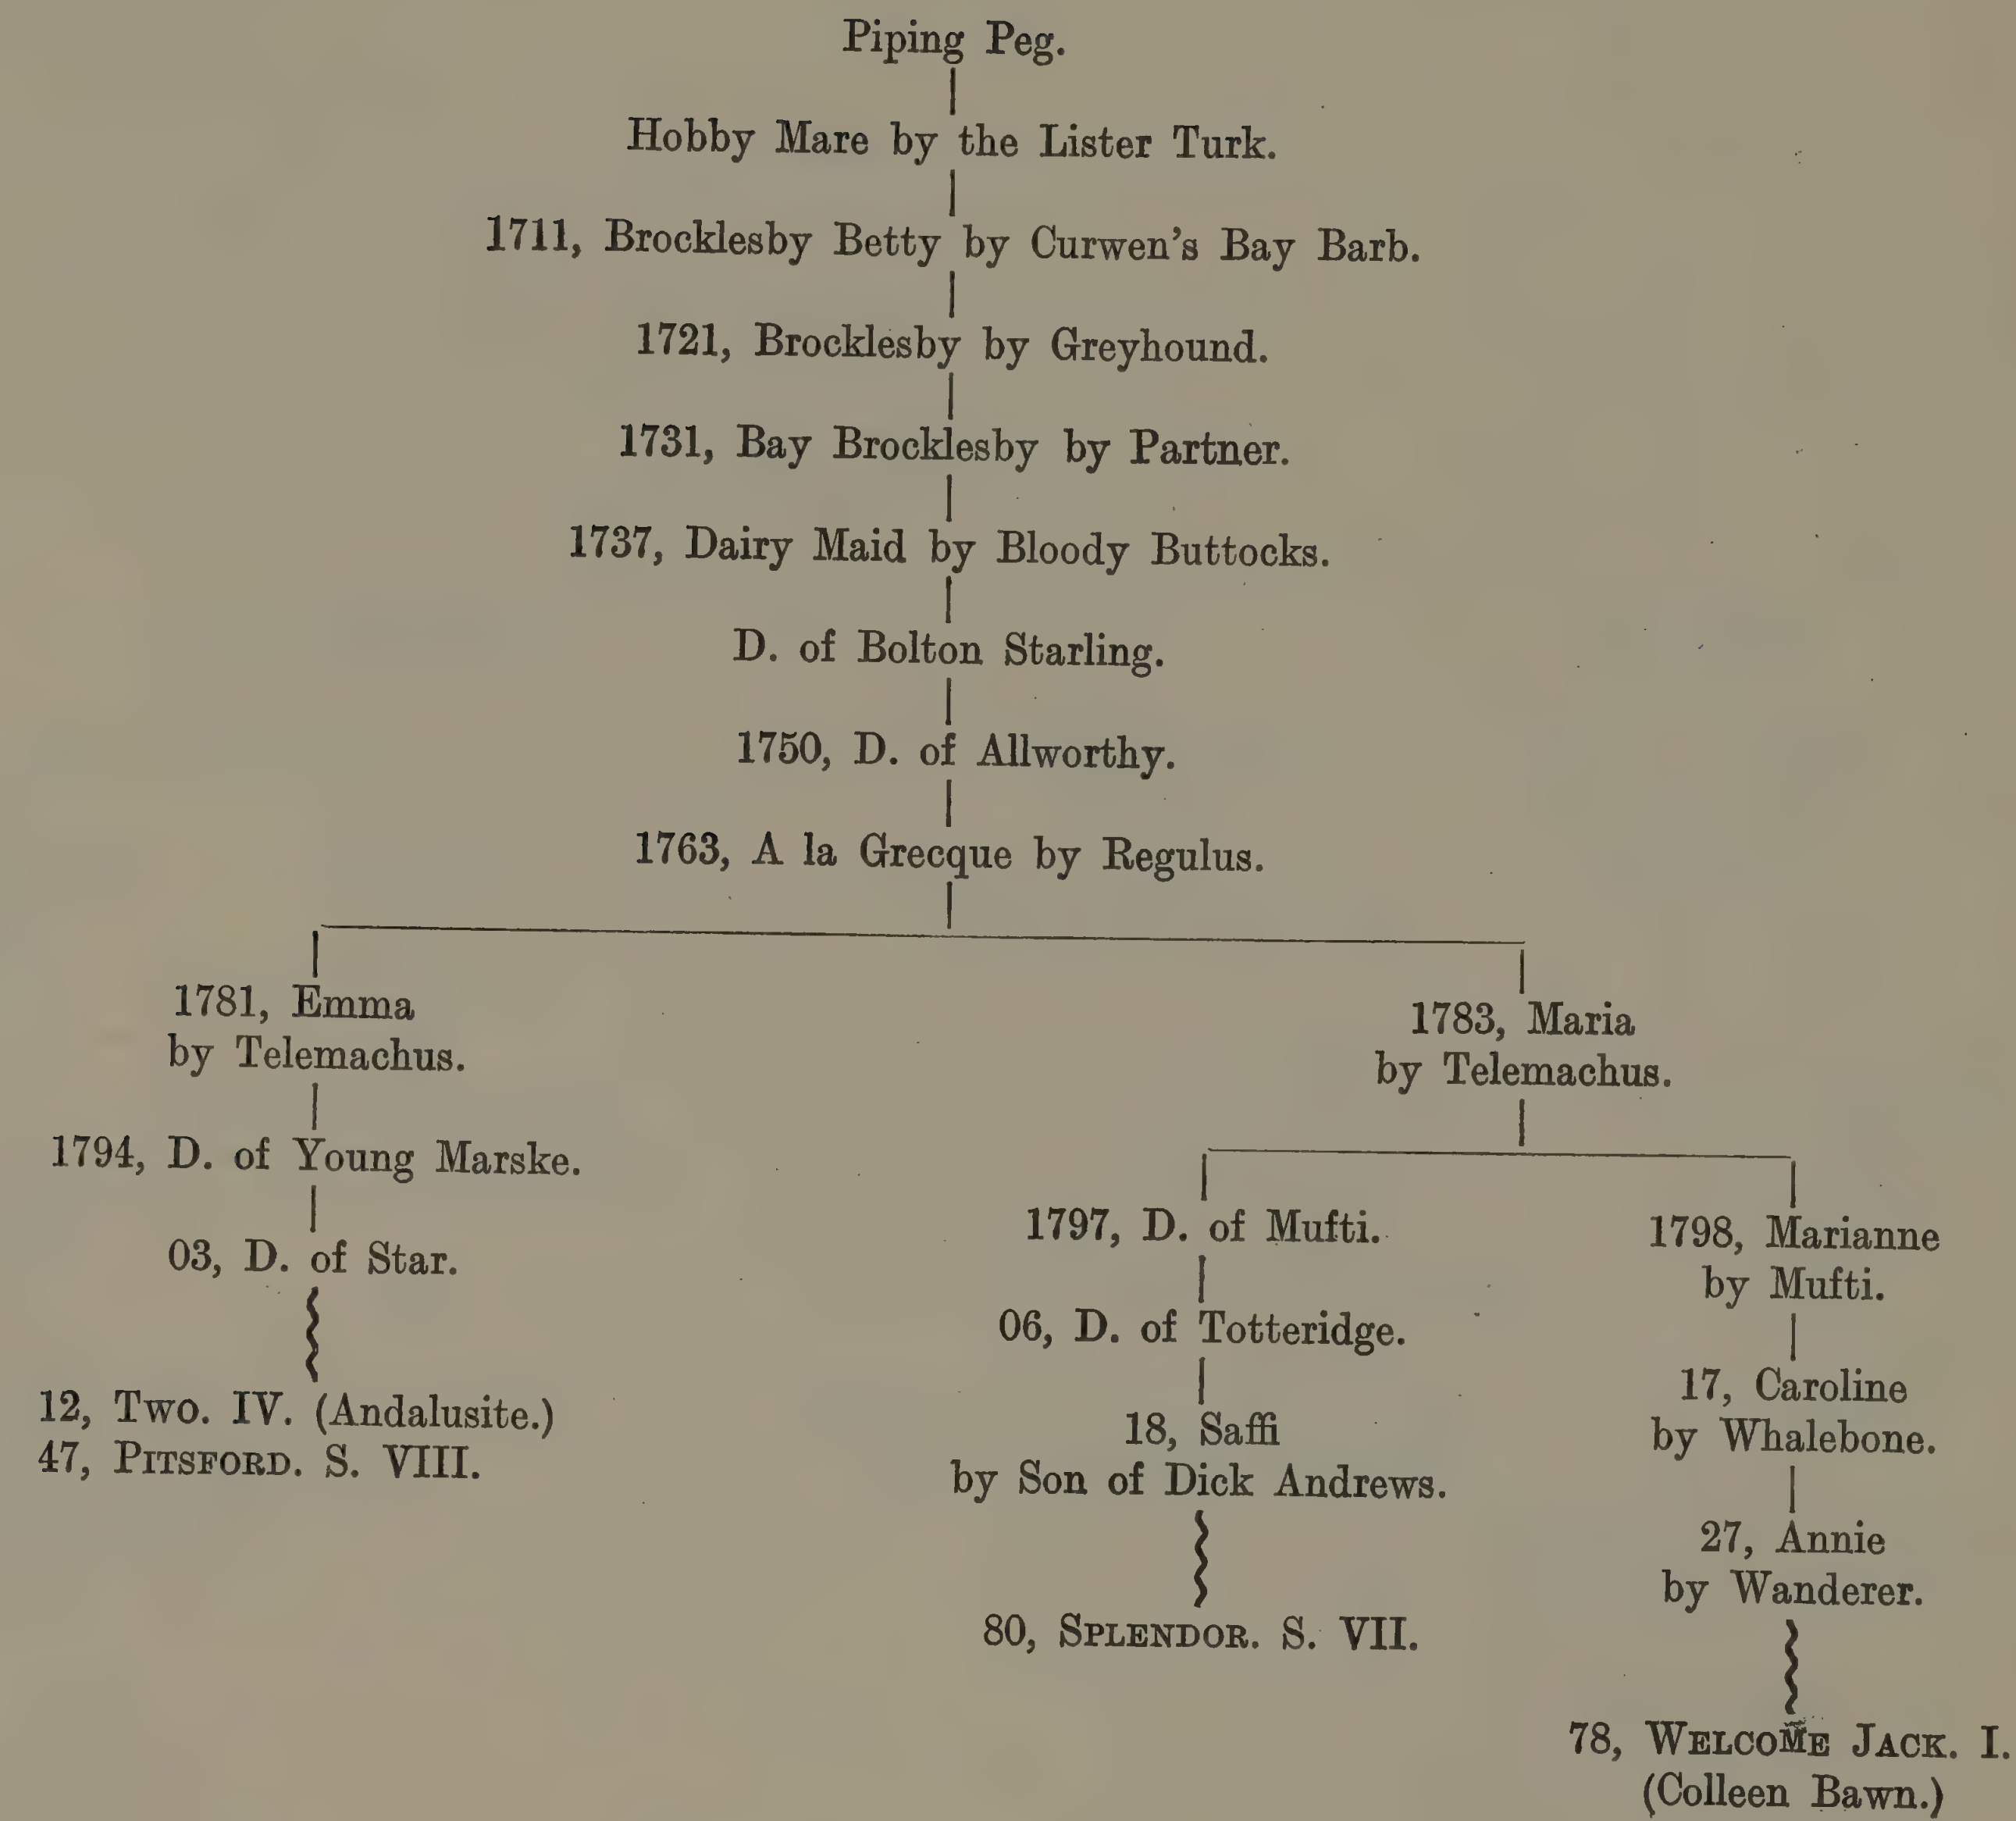 Piping Peg.
Hobby Mare by the Lister Turk.
1711, Brocklesby Betty by Curwen's Bay Barb.
1721, Brocklesby by Greyhound.
1731, Bay Brocklesby by Partner.
1737, Dairy Maid by Bloody Buttocks.
D. of Bolton Starling.
1750, D. of Allworthy.
1763, A la Grecque by Regulus.
1781, Emma
by Telemachus.
1794, D. of Young Marske.
03, D. of Star.
12, Two. IV. (Andalusite.)
47, PITSFORD. S. VIII.
1783, Maria
by Telemachus.
1797, D. of Mufti.
06, D. of Totteridge.
18, Saffi
by Son of Dick Andrews.
80, SPLENDOR. S. VII.
1798, Marianne
by Mufti.
17, Caroline
by Whalebone.
27, Annie
by Wanderer.
78, WELCOME JACK. I.
(Colleen Bawn.)